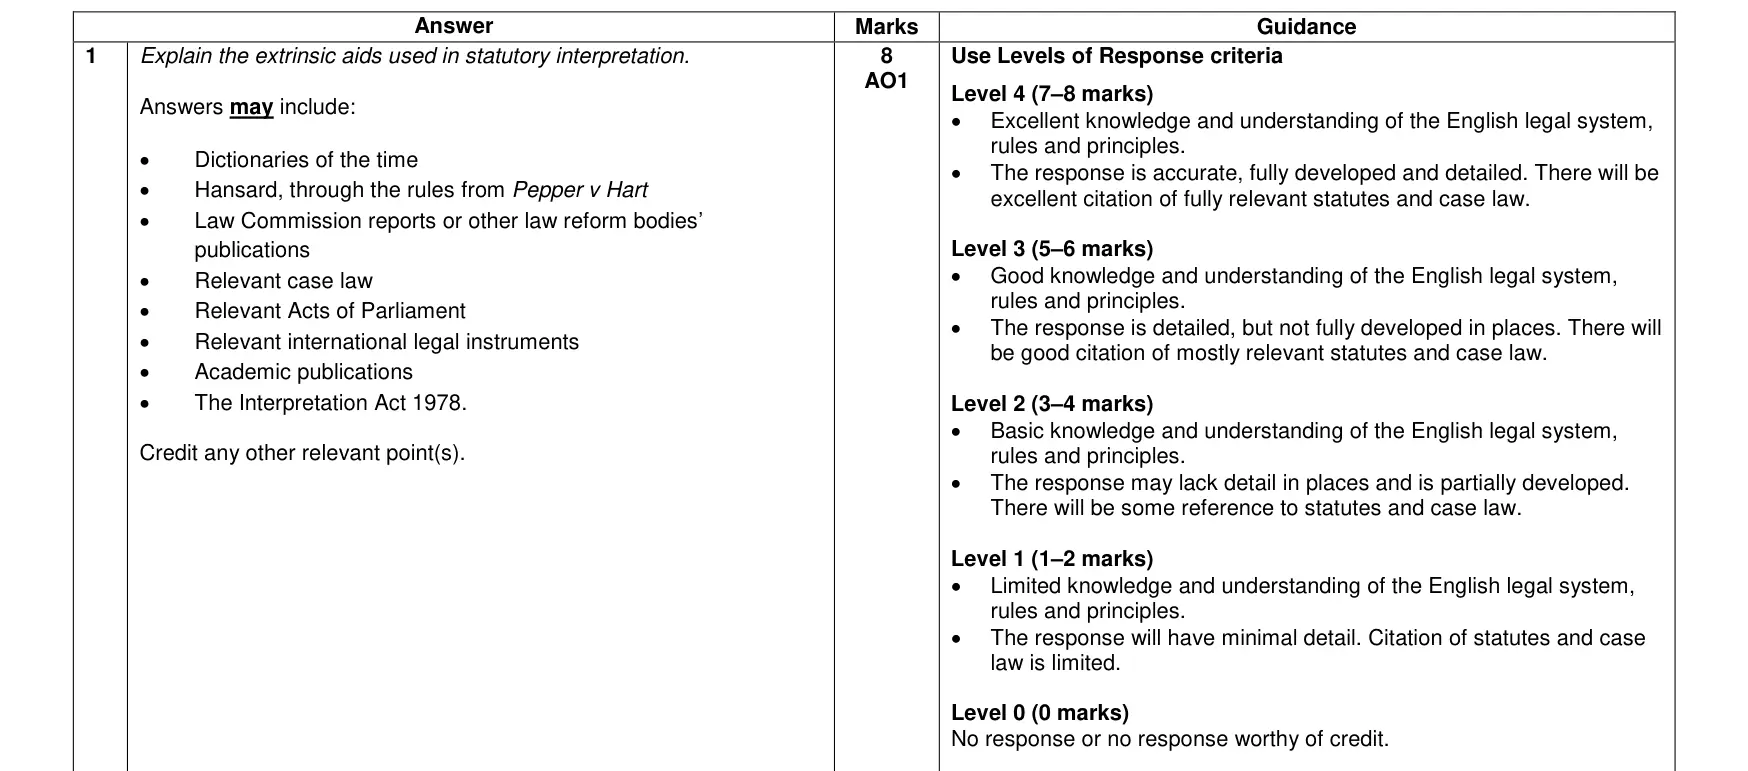 Answer Marks Guidance
1 Explain the extrinsic aids used in statutory interpretation.
Answers may include:
• Dictionaries of the time
• Hansard, through the rules from Pepper v Hart
• Law Commission reports or other law reform bodies’
publications
• Relevant case law
• Relevant Acts of Parliament
• Relevant international legal instruments
• Academic publications
• The Interpretation Act 1978.
Credit any other relevant point(s).
8
AO1
Use Levels of Response criteria
Level 4 (7–8 marks)
• Excellent knowledge and understanding of the English legal system,
rules and principles.
• The response is accurate, fully developed and detailed. There will be
excellent citation of fully relevant statutes and case law.
Level 3 (5–6 marks)
• Good knowledge and understanding of the English legal system,
rules and principles.
• The response is detailed, but not fully developed in places. There will
be good citation of mostly relevant statutes and case law.
Level 2 (3–4 marks)
• Basic knowledge and understanding of the English legal system,
rules and principles.
• The response may lack detail in places and is partially developed.
There will be some reference to statutes and case law.
Level 1 (1–2 marks)
• Limited knowledge and understanding of the English legal system,
rules and principles.
• The response will have minimal detail. Citation of statutes and case
law is limited.
Level 0 (0 marks)
No response or no response worthy of credit.